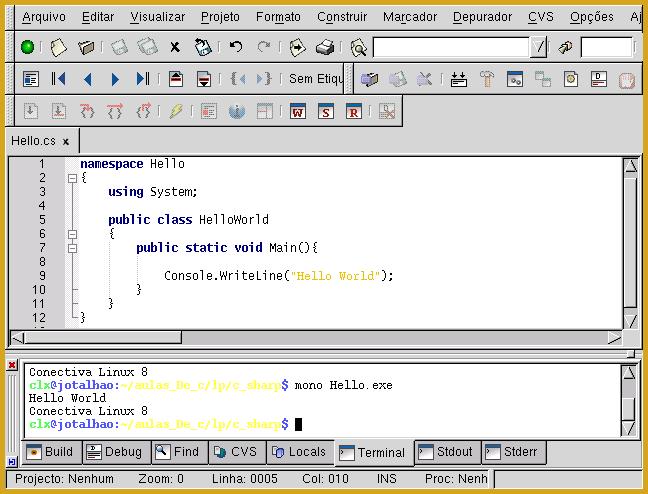 Arquivo Editar Visualizar Projeto Formato Construir Marcador Depurador CVS Opções Aj
Sem Etiqu
W S R
Hello.cs x
1 namespace Hello
2 {
3 using System;
4
5 public class HelloWorld
6 {
7 public static void Main(){
8
9 Console.WriteLine("Hello World");
10 }
11 }
12 }
Conectiva Linux 8
clx@jotalhao:~/aulas_De_c/lp/c_sharp$ mono Hello.exe
Hello World
Conectiva Linux 8
clx@jotalhao:~/aulas_De_c/lp/c_sharp$
Build Debug Find CVS Locals Terminal Stdout Stderr
Projeto: Nenhum Zoom: 0 Linha: 0005 Col: 010 INS Proc: Nenh